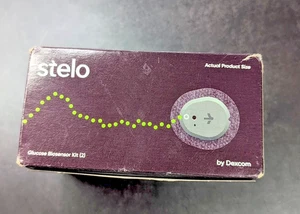 stelo
Actual Product Size
Glucose Biosensor Kit (2)
by Dexcom